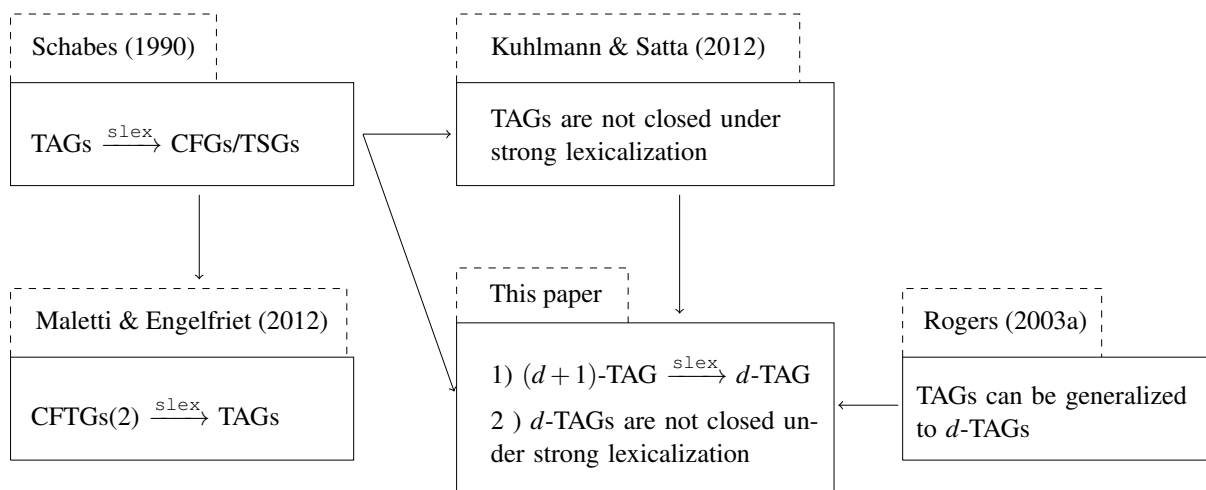 Schabes (1990)
TAGs slex⟶ CFGs/TSGs
Kuhlmann & Satta (2012)
TAGs are not closed under
strong lexicalization
Maletti & Engelfriet (2012)
CFTGs(2) slex⟶ TAGs
This paper
1) (d+1)-TAG slex⟶ d-TAG
2 ) d-TAGs are not closed un-
der strong lexicalization
Rogers (2003a)
TAGs can be generalized
to d-TAGs